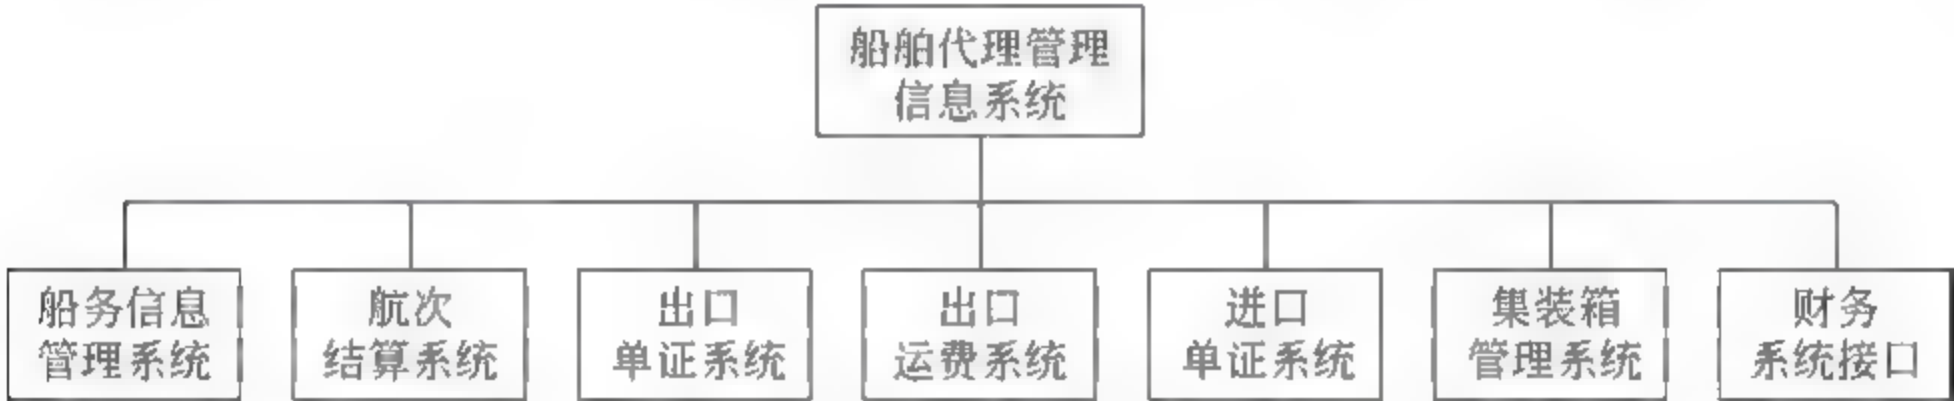 船舶代理管理
信息系统
船务信息
管理系统
航次
结算系统
出口
单证系统
出口
运费系统
进口
单证系统
集装箱
管理系统
财务
系统接口